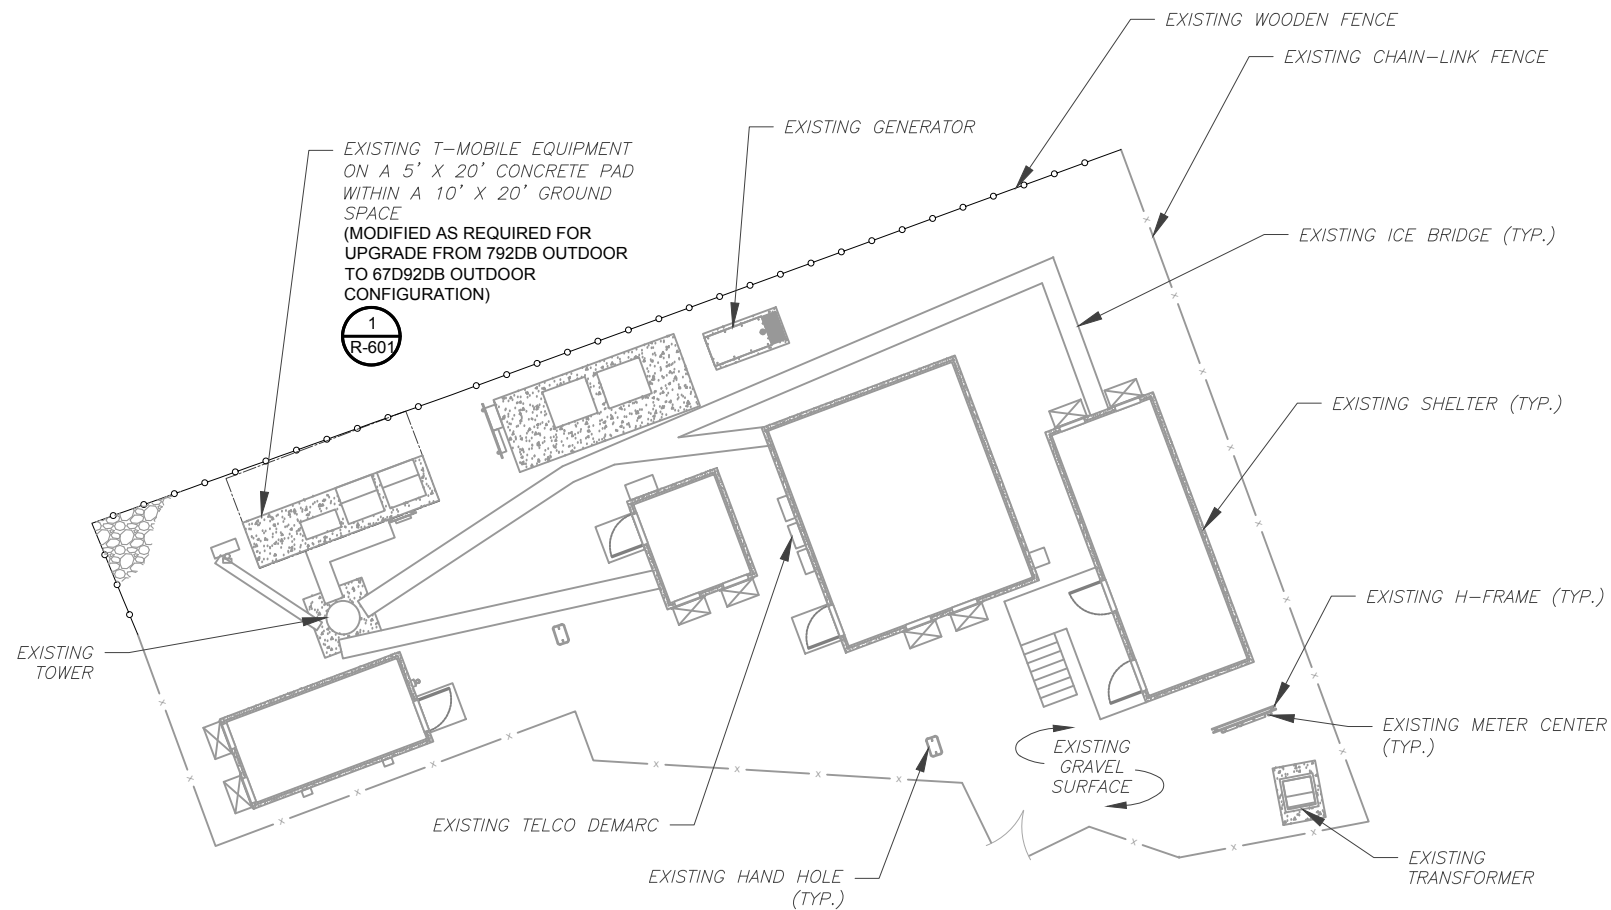 EXISTING WOODEN FENCE
EXISTING CHAIN-LINK FENCE
EXISTING GENERATOR
EXISTING T-MOBILE EQUIPMENT
ON A 5' X 20' CONCRETE PAD
WITHIN A 10' X 20' GROUND
SPACE
(MODIFIED AS REQUIRED FOR
UPGRADE FROM 792DB OUTDOOR
TO 67D92DB OUTDOOR
CONFIGURATION)
1
R-601
EXISTING ICE BRIDGE (TYP.)
EXISTING SHELTER (TYP.)
EXISTING H-FRAME (TYP.)
EXISTING
TOWER
EXISTING METER CENTER
(TYP.)
EXISTING
GRAVEL
SURFACE
EXISTING TELCO DEMARC
EXISTING HAND HOLE
(TYP.)
EXISTING
TRANSFORMER